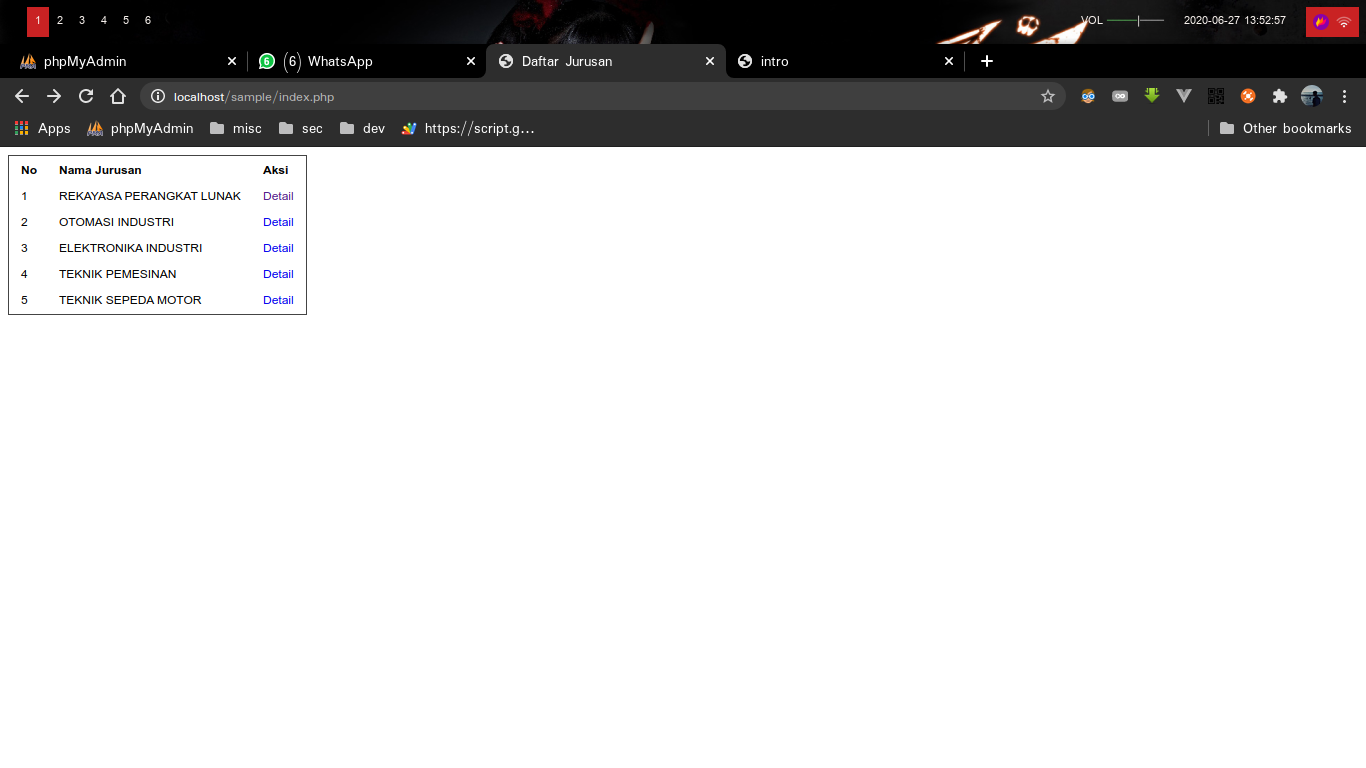 1 2 3 4 5 6 VOL 2020-06-27 13:52:57
phpMyAdmin 6 (6) WhatsApp Daftar Jurusan intro
localhost/sample/index.php
Apps phpMyAdmin misc sec dev https://script.g... Other bookmarks
No Nama Jurusan Aksi
1 REKAYASA PERANGKAT LUNAK Detail
2 OTOMASI INDUSTRI Detail
3 ELEKTRONIKA INDUSTRI Detail
4 TEKNIK PEMESINAN Detail
5 TEKNIK SEPEDA MOTOR Detail